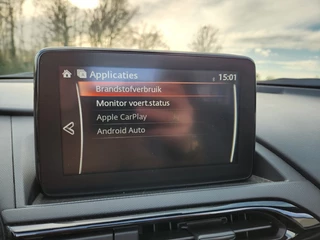 Applicaties 15:01
Brandstofverbruik
Monitor voert.status
Apple CarPlay
Android Auto